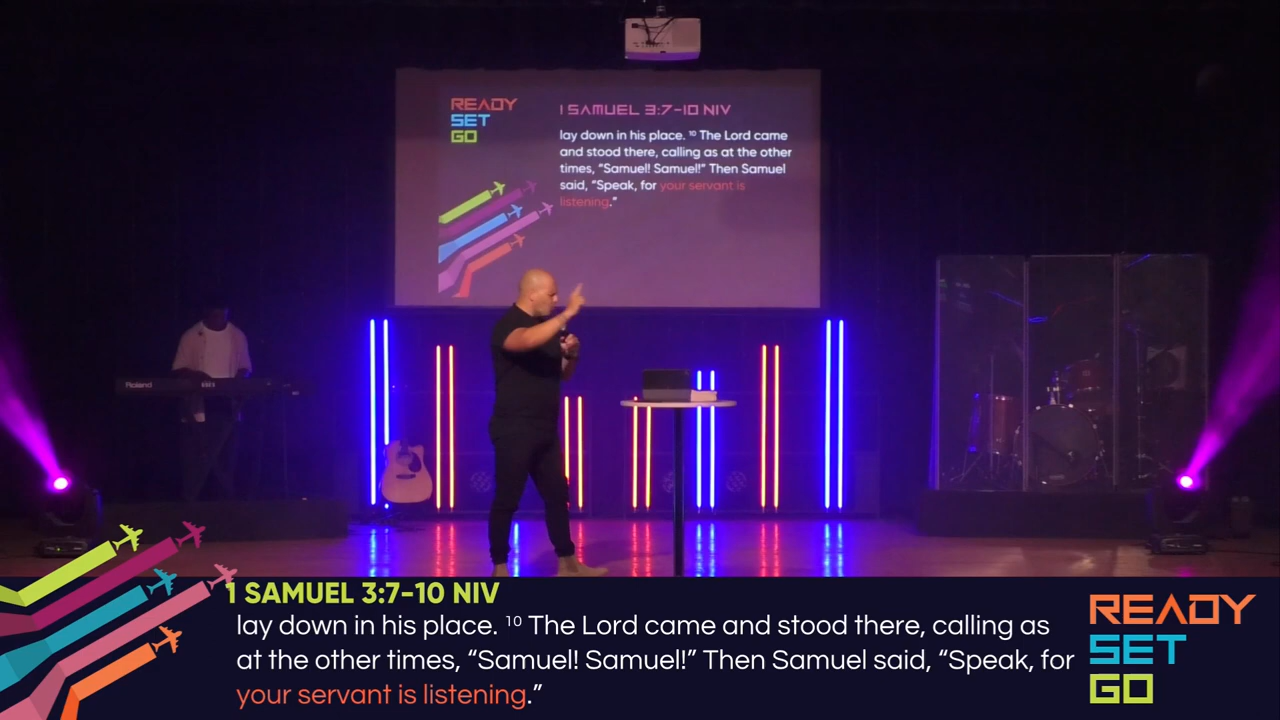 READY
SET
GO
1 SAMUEL 3:7-10 NIV
lay down in his place. ¹⁰ The Lord came
and stood there, calling as at the other
times, “Samuel! Samuel!” Then Samuel
said, “Speak, for your servant is
listening.”
Roland
1 SAMUEL 3:7-10 NIV
lay down in his place. ¹⁰ The Lord came and stood there, calling as
at the other times, “Samuel! Samuel!” Then Samuel said, “Speak, for
your servant is listening.”
READY
SET
GO